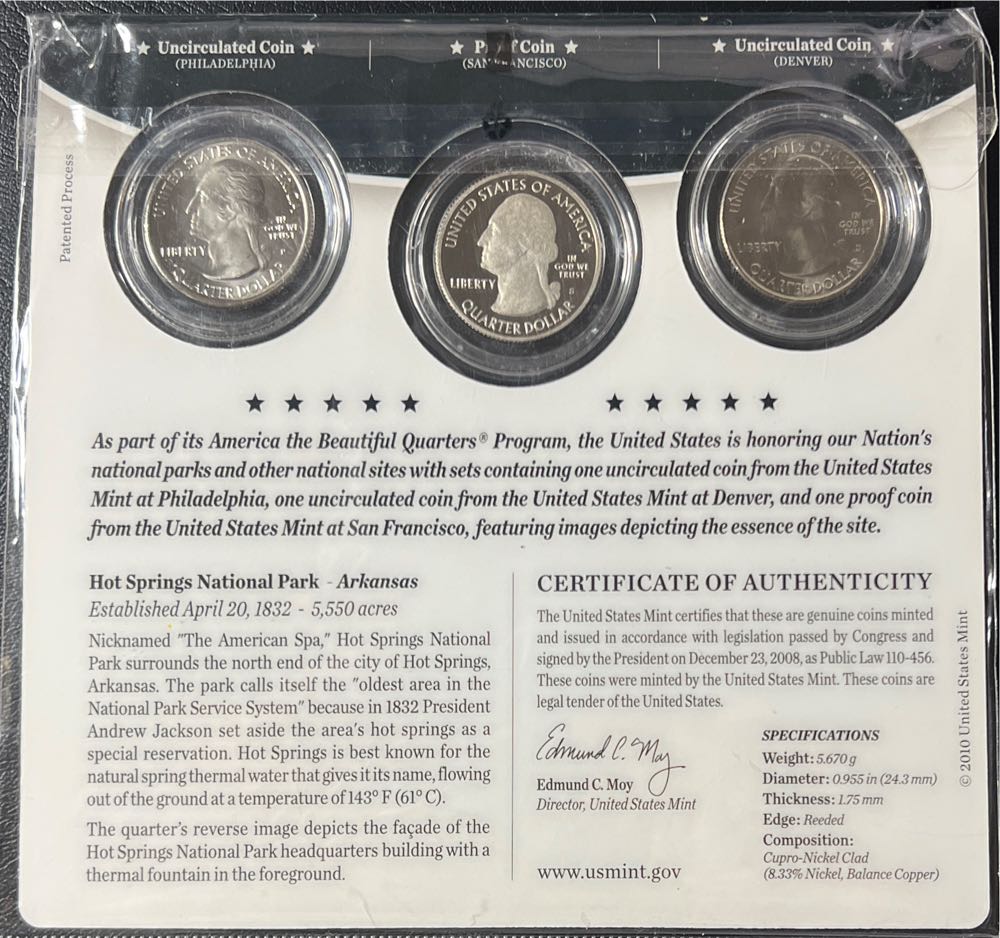 ★ Uncirculated Coin ★
(PHILADELPHIA)
★ P f Coin ★
(SAN ANCISCO)
★ Uncirculated Coin ★
(DENVER)
Patented Process
UNITED STATES OF AMERICA
LIBERTY
IN
GOD WE
TRUST
P
QUARTER DOLLAR
UNITED STATES OF AMERICA
LIBERTY
IN
GOD WE
TRUST
S
QUARTER DOLLAR
UNITED STATES OF AMERICA
LIBERTY
IN
GOD WE
TRUST
D
QUARTER DOLLAR
★ ★ ★ ★ ★ ★ ★ ★ ★ ★
As part of its America the Beautiful Quarters® Program, the United States is honoring our Nation's
national parks and other national sites with sets containing one uncirculated coin from the United States
Mint at Philadelphia, one uncirculated coin from the United States Mint at Denver, and one proof coin
from the United States Mint at San Francisco, featuring images depicting the essence of the site.
Hot Springs National Park - Arkansas
Established April 20, 1832 - 5,550 acres
Nicknamed "The American Spa," Hot Springs National
Park surrounds the north end of the city of Hot Springs,
Arkansas. The park calls itself the "oldest area in the
National Park Service System" because in 1832 President
Andrew Jackson set aside the area's hot springs as a
special reservation. Hot Springs is best known for the
natural spring thermal water that gives it its name, flowing
out of the ground at a temperature of 143° F (61° C).
The quarter's reverse image depicts the façade of the
Hot Springs National Park headquarters building with a
thermal fountain in the foreground.
CERTIFICATE OF AUTHENTICITY
The United States Mint certifies that these are genuine coins minted
and issued in accordance with legislation passed by Congress and
signed by the President on December 23, 2008, as Public Law 110-456.
These coins were minted by the United States Mint. These coins are
legal tender of the United States.
Edmund C. Moy
Edmund C. Moy
Director, United States Mint
www.usmint.gov
SPECIFICATIONS
Weight: 5.670 g
Diameter: 0.955 in (24.3 mm)
Thickness: 1.75 mm
Edge: Reeded
Composition:
Cupro-Nickel Clad
(8.33% Nickel, Balance Copper)
© 2010 United States Mint